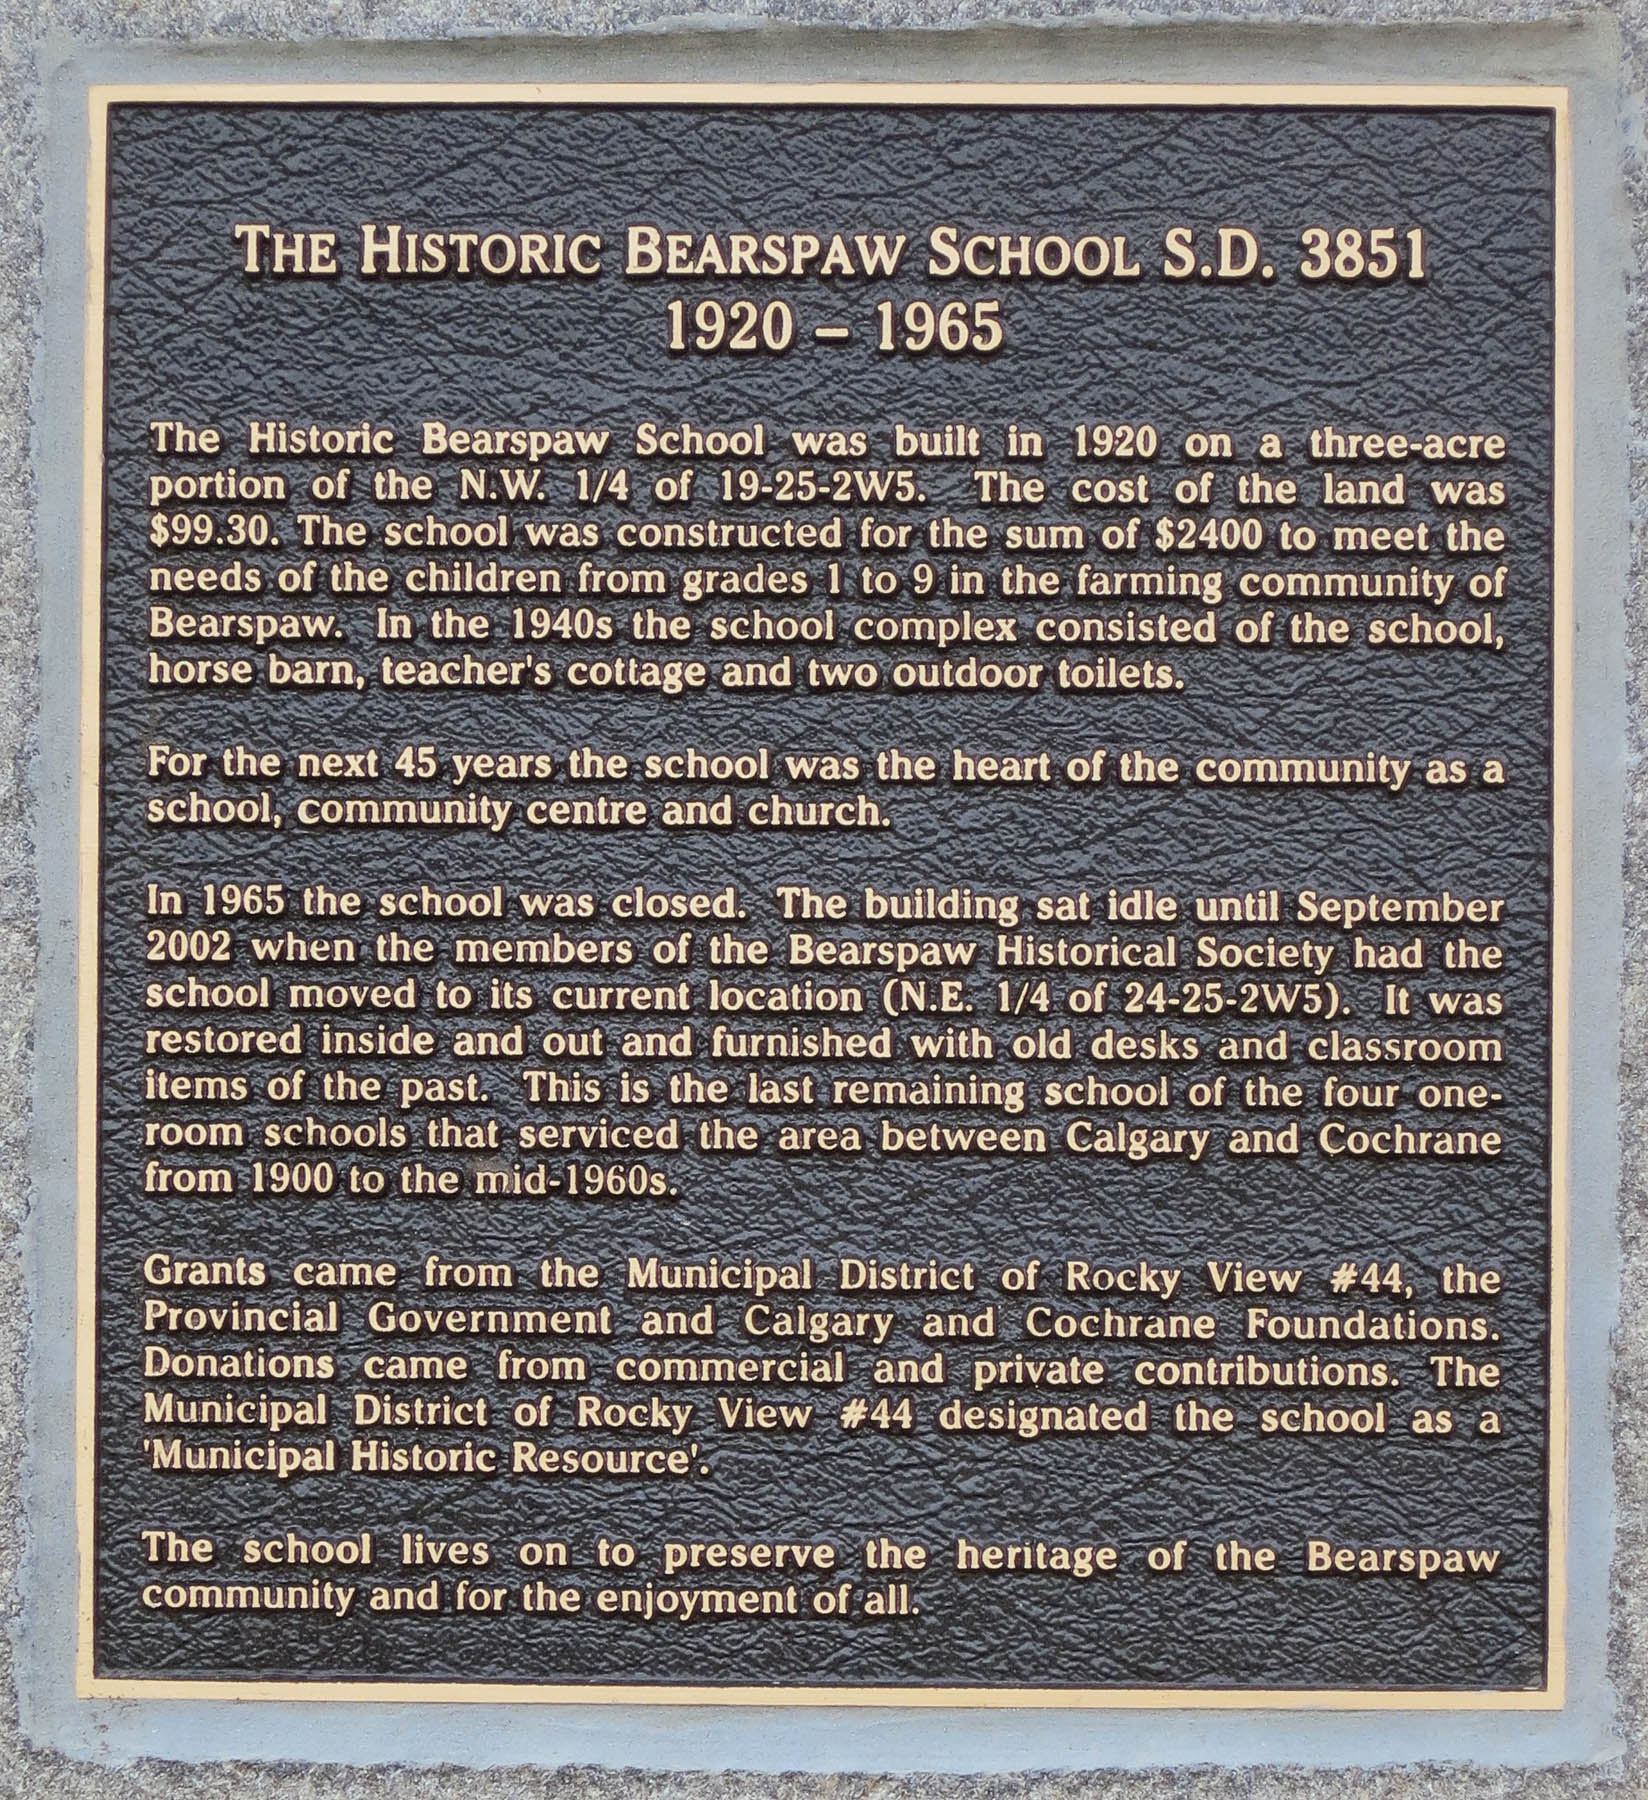 THE HISTORIC BEARSPAW SCHOOL S.D. 3851
1920 – 1965
The Historic Bearspaw School was built in 1920 on a three-acre
portion of the N.W. 1/4 of 19-25-2W5. The cost of the land was
$99.30. The school was constructed for the sum of $2400 to meet the
needs of the children from grades 1 to 9 in the farming community of
Bearspaw. In the 1940s the school complex consisted of the school,
horse barn, teacher's cottage and two outdoor toilets.
For the next 45 years the school was the heart of the community as a
school, community centre and church.
In 1965 the school was closed. The building sat idle until September
2002 when the members of the Bearspaw Historical Society had the
school moved to its current location (N.E. 1/4 of 24-25-2W5). It was
restored inside and out and furnished with old desks and classroom
items of the past. This is the last remaining school of the four one-
room schools that serviced the area between Calgary and Cochrane
from 1900 to the mid-1960s.
Grants came from the Municipal District of Rocky View #44, the
Provincial Government and Calgary and Cochrane Foundations.
Donations came from commercial and private contributions. The
Municipal District of Rocky View #44 designated the school as a
'Municipal Historic Resource'.
The school lives on to preserve the heritage of the Bearspaw
community and for the enjoyment of all.